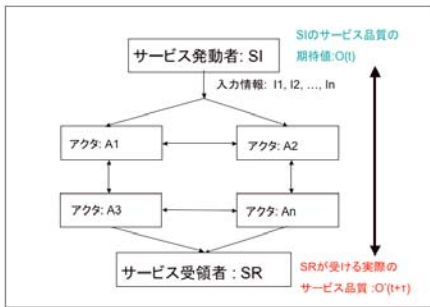 SIのサービス品質の
期待値:O(t)
サービス発動者: SI
入力情報: I1, I2, …, In
アクタ: A1
アクタ: A2
アクタ: A3
アクタ: An
サービス受領者 : SR
SRが受ける実際の
サービス品質 :O'(t+τ)